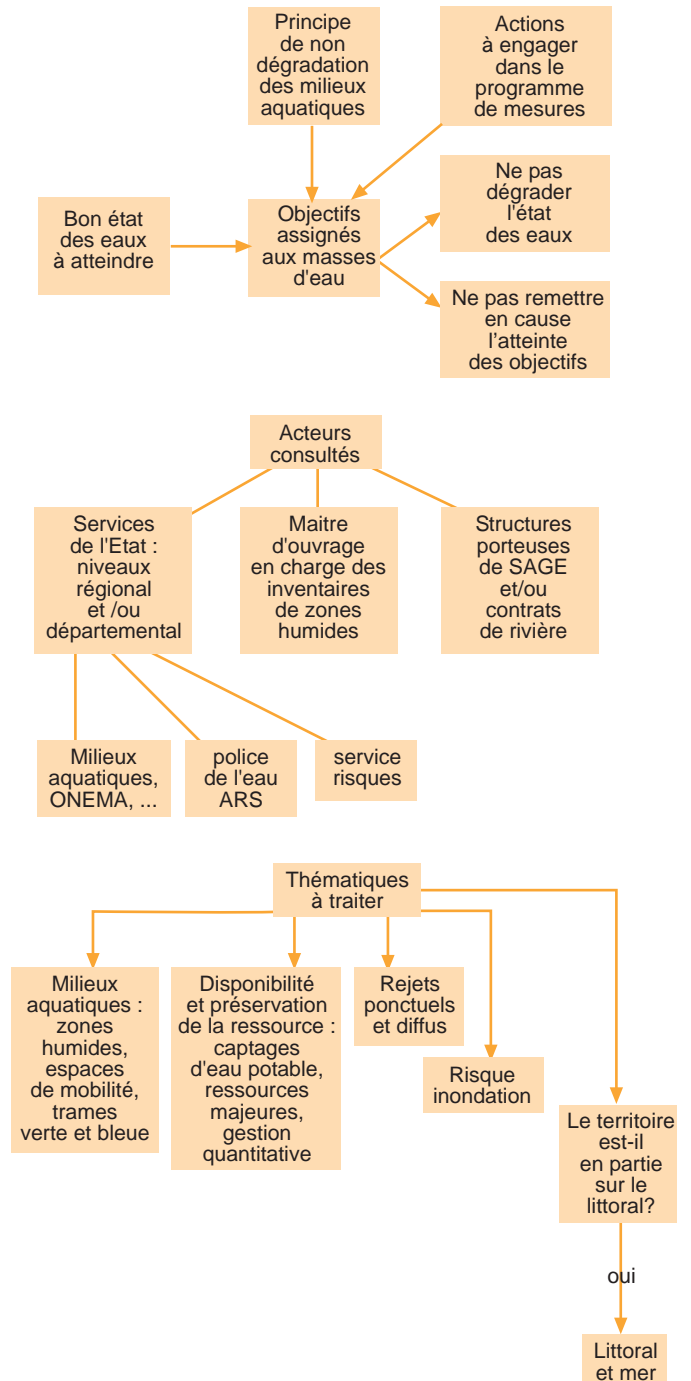 Principe
de non
dégradation
des milieux
aquatiques
Actions
à engager
dans le
programme
de mesures
Bon état
des eaux
à atteindre
Objectifs
assignés
aux masses
d'eau
Ne pas
dégrader
l'état
des eaux
Ne pas remettre
en cause
l’atteinte
des objectifs
Acteurs
consultés
Services
de l'Etat :
niveaux
régional
et /ou
départemental
Maitre
d'ouvrage
en charge des
inventaires
de zones
humides
Structures
porteuses
de SAGE
et/ou
contrats
de rivière
Milieux
aquatiques,
ONEMA, ...
police
de l'eau
ARS
service
risques
Thématiques
à traiter
Milieux
aquatiques :
zones
humides,
espaces
de mobilité,
trames
verte et bleue
Disponibilité
et préservation
de la ressource :
captages
d'eau potable,
ressources
majeures,
gestion
quantitative
Rejets
ponctuels
et diffus
Risque
inondation
Le territoire
est-il
en partie
sur le
littoral?
oui
Littoral
et mer